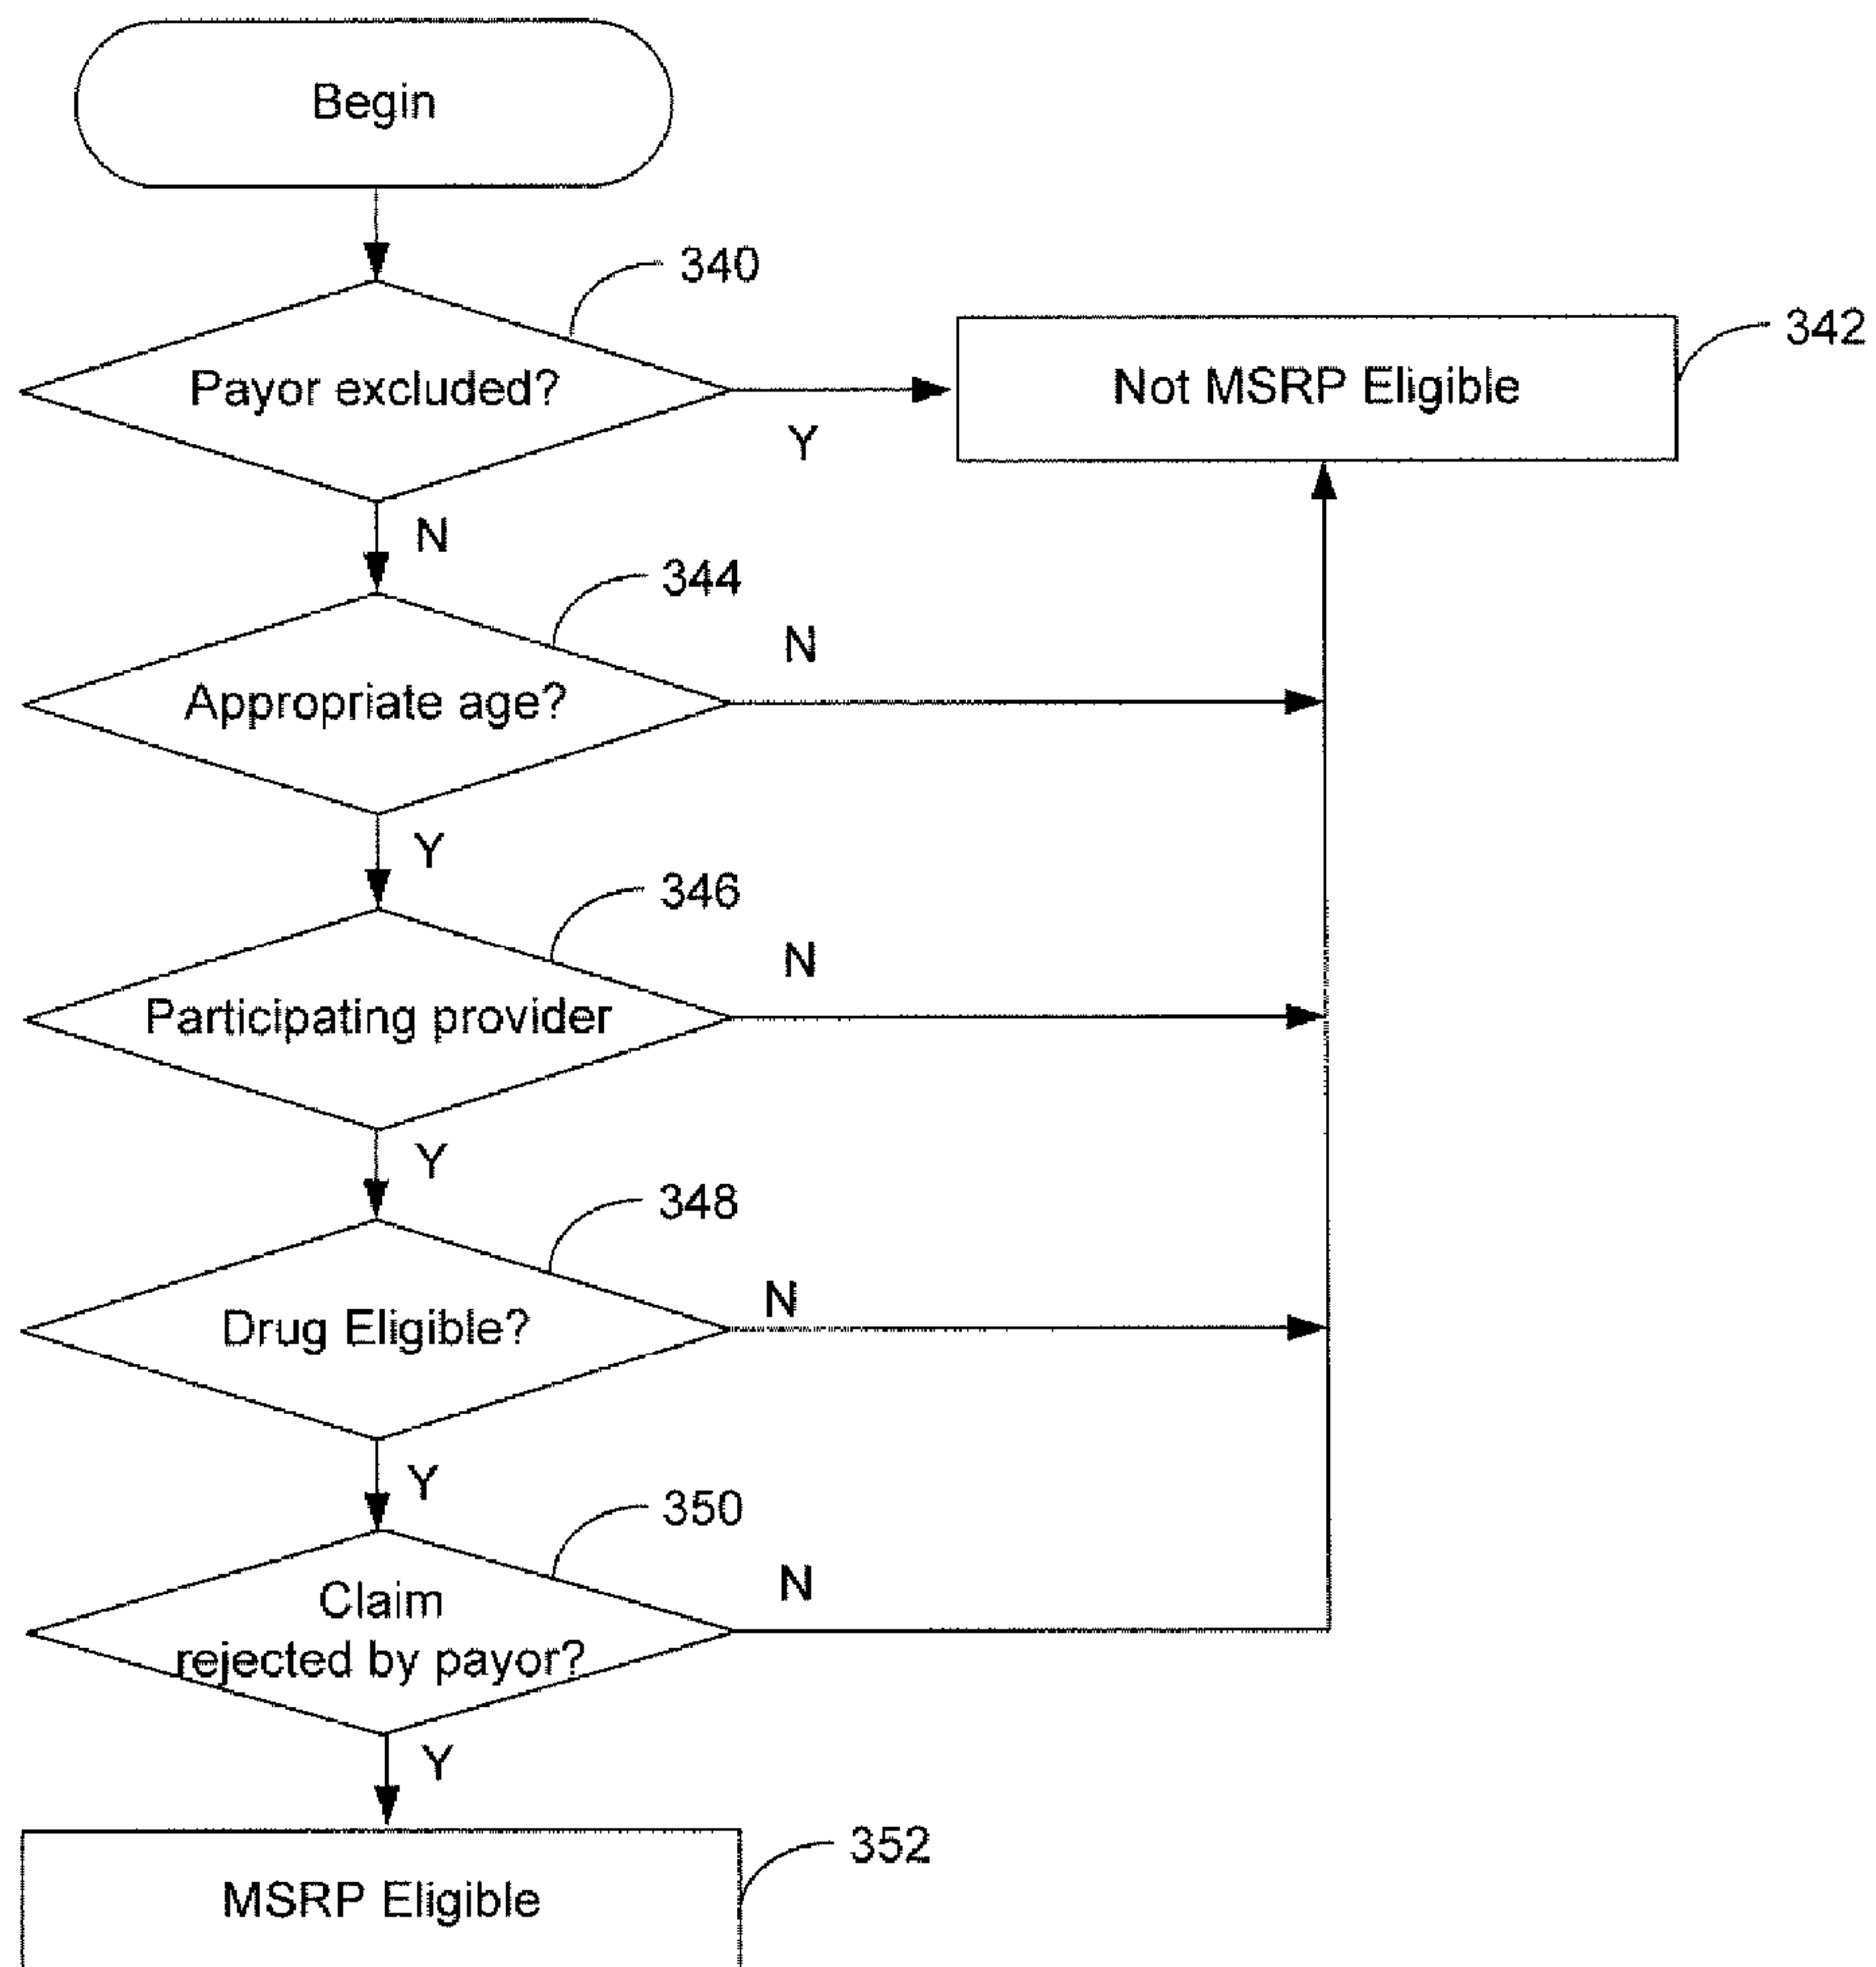 Begin
340
Payor excluded?
Y
Not MSRP Eligible
342
N
344
Appropriate age?
N
Y
346
Participating provider
N
Y
348
Drug Eligible?
N
Y
350
Claim
rejected by payor?
N
Y
352
MSRP Eligible